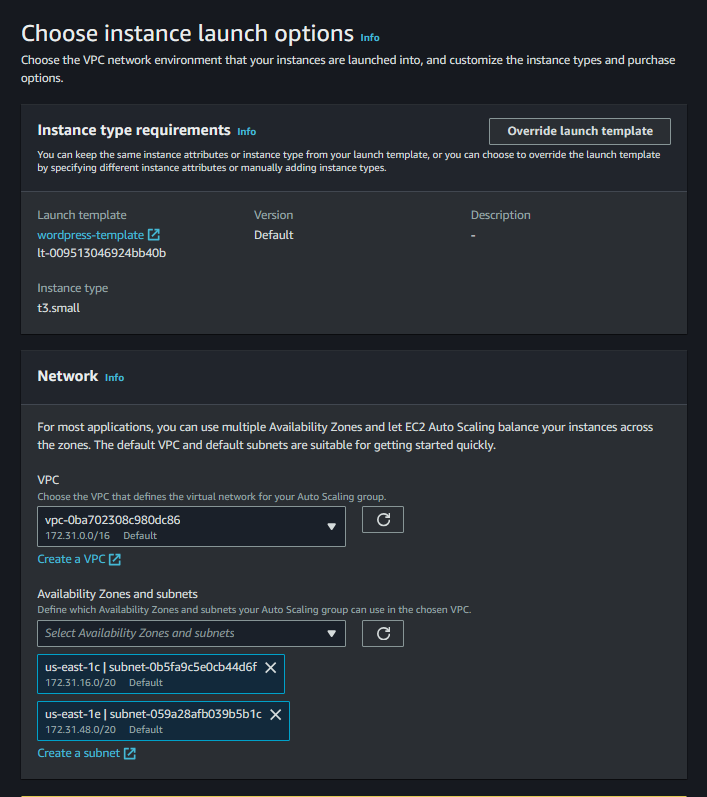 Choose instance launch options Info
Choose the VPC network environment that your instances are launched into, and customize the instance types and purchase
options.
Instance type requirements Info
Override launch template
You can keep the same instance attributes or instance type from your launch template, or you can choose to override the launch template
by specifying different instance attributes or manually adding instance types.
Launch template
wordpress-template
lt-009513046924bb40b
Version
Default
Description
-
Instance type
t3.small
Network Info
For most applications, you can use multiple Availability Zones and let EC2 Auto Scaling balance your instances across
the zones. The default VPC and default subnets are suitable for getting started quickly.
VPC
Choose the VPC that defines the virtual network for your Auto Scaling group.
vpc-0ba702308c980dc86
172.31.0.0/16 Default
Create a VPC
Availability Zones and subnets
Define which Availability Zones and subnets your Auto Scaling group can use in the chosen VPC.
Select Availability Zones and subnets
us-east-1c | subnet-0b5fa9c5e0cb44d6f
172.31.16.0/20 Default
us-east-1e | subnet-059a28afb039b5b1c
172.31.48.0/20 Default
Create a subnet